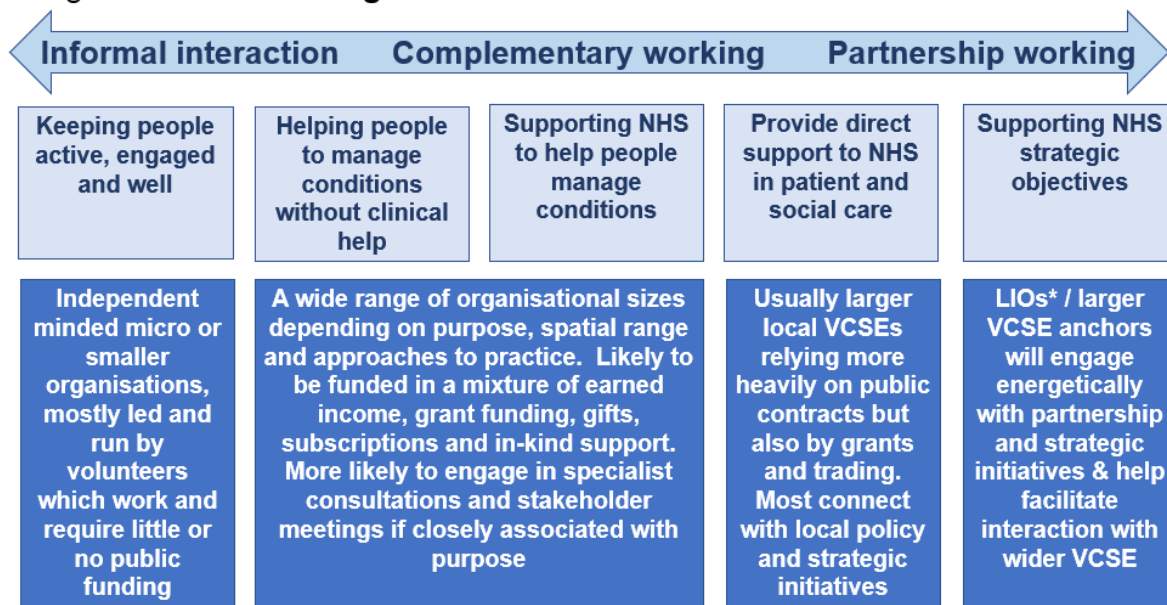 Informal interaction Complementary working Partnership working
Keeping people
active, engaged
and well
Helping people
to manage
conditions
without clinical
help
Supporting NHS
to help people
manage
conditions
Provide direct
support to NHS
in patient and
social care
Supporting NHS
strategic
objectives
Independent
minded micro or
smaller
organisations,
mostly led and
run by
volunteers
which work and
require little or
no public
funding
A wide range of organisational sizes
depending on purpose, spatial range
and approaches to practice. Likely to
be funded in a mixture of earned
income, grant funding, gifts,
subscriptions and in-kind support.
More likely to engage in specialist
consultations and stakeholder
meetings if closely associated with
purpose
Usually larger
local VCSEs
relying more
heavily on public
contracts but
also by grants
and trading.
Most connect
with local policy
and strategic
initiatives
LIOs* / larger
VCSE anchors
will engage
energetically
with partnership
and strategic
initiatives & help
facilitate
interaction with
wider VCSE